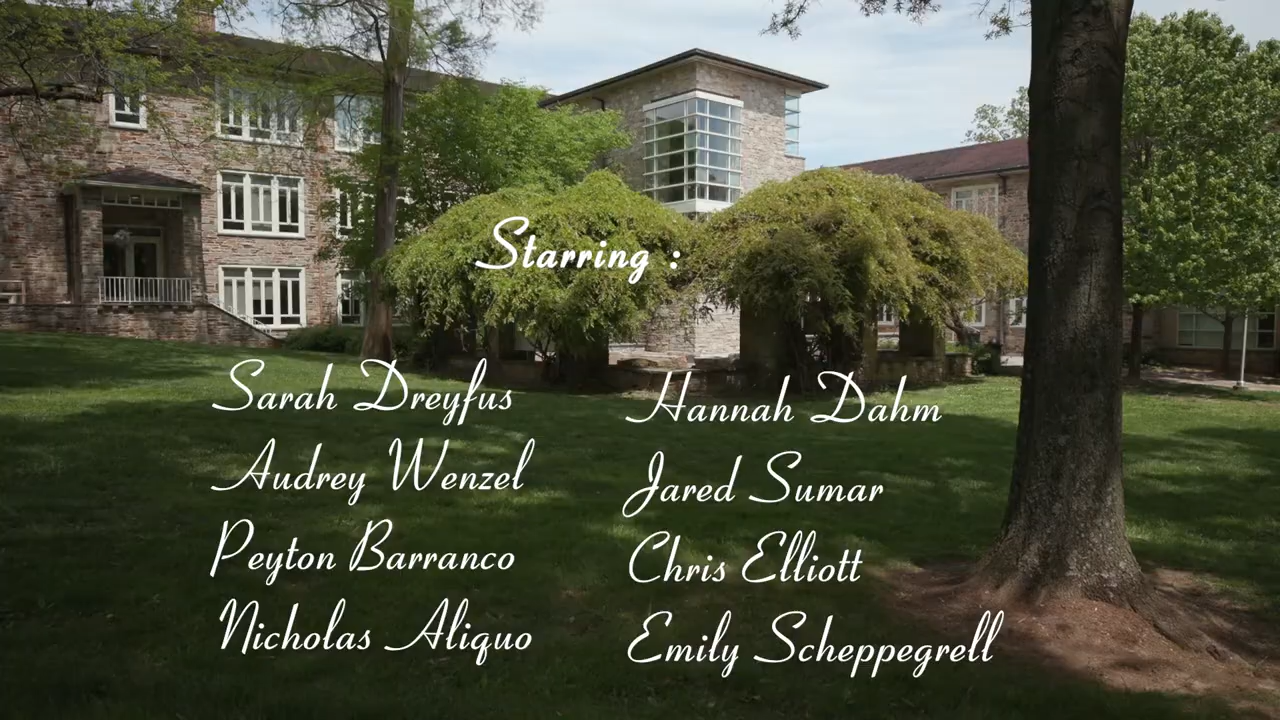 Starring :
Sarah Dreyfus
Audrey Wenzel
Peyton Barranco
Nicholas Aliquo
Hannah Dahm
Jared Sumar
Chris Elliott
Emily Scheppegrell